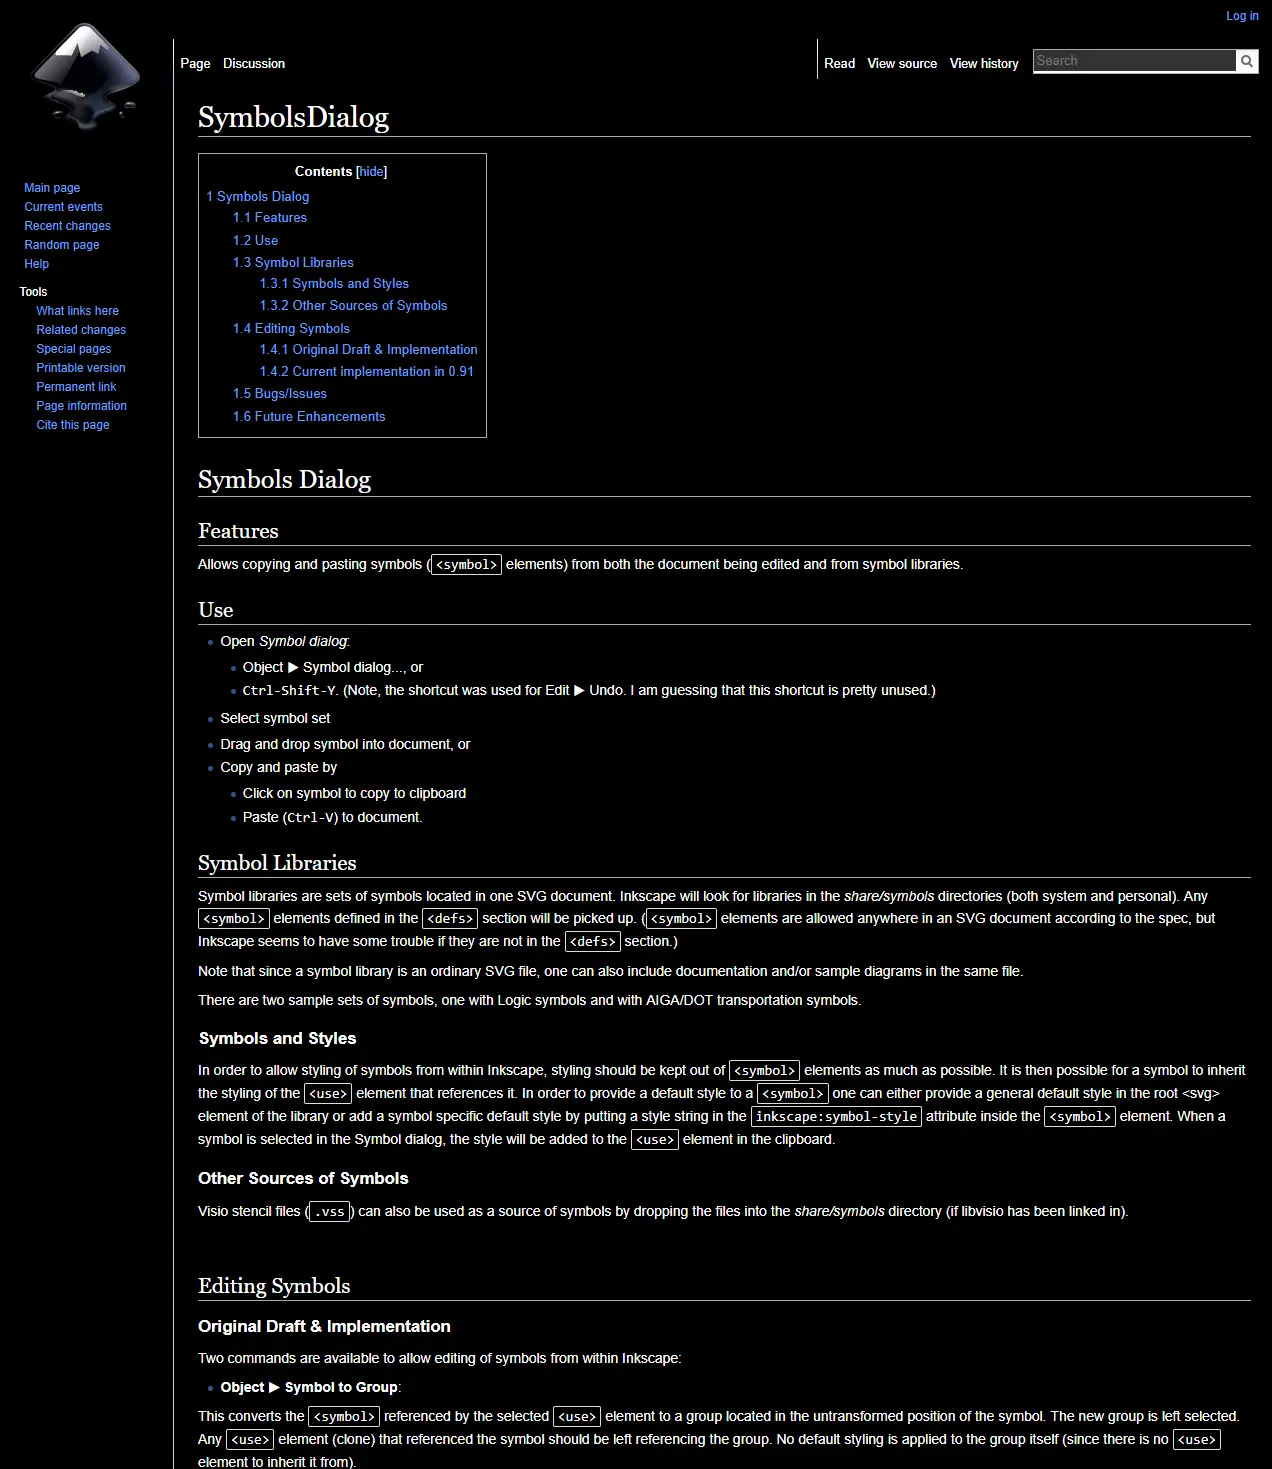 Log in
Page Discussion Read View source View history Search
SymbolsDialog
Contents [hide]
1 Symbols Dialog
1.1 Features
1.2 Use
1.3 Symbol Libraries
1.3.1 Symbols and Styles
1.3.2 Other Sources of Symbols
1.4 Editing Symbols
1.4.1 Original Draft & Implementation
1.4.2 Current implementation in 0.91
1.5 Bugs/Issues
1.6 Future Enhancements
Main page
Current events
Recent changes
Random page
Help
Tools
What links here
Related changes
Special pages
Printable version
Permanent link
Page information
Cite this page
Symbols Dialog
Features
Allows copying and pasting symbols (<symbol> elements) from both the document being edited and from symbol libraries.
Use
Open Symbol dialog:
Object ▶ Symbol dialog..., or
Ctrl-Shift-Y. (Note, the shortcut was used for Edit ▶ Undo. I am guessing that this shortcut is pretty unused.)
Select symbol set
Drag and drop symbol into document, or
Copy and paste by
Click on symbol to copy to clipboard
Paste (Ctrl-V) to document.
Symbol Libraries
Symbol libraries are sets of symbols located in one SVG document. Inkscape will look for libraries in the share/symbols directories (both system and personal). Any
<symbol> elements defined in the <defs> section will be picked up. (<symbol> elements are allowed anywhere in an SVG document according to the spec, but
Inkscape seems to have some trouble if they are not in the <defs> section.)
Note that since a symbol library is an ordinary SVG file, one can also include documentation and/or sample diagrams in the same file.
There are two sample sets of symbols, one with Logic symbols and with AIGA/DOT transportation symbols.
Symbols and Styles
In order to allow styling of symbols from within Inkscape, styling should be kept out of <symbol> elements as much as possible. It is then possible for a symbol to inherit
the styling of the <use> element that references it. In order to provide a default style to a <symbol> one can either provide a general default style in the root <svg>
element of the library or add a symbol specific default style by putting a style string in the inkscape:symbol-style attribute inside the <symbol> element. When a
symbol is selected in the Symbol dialog, the style will be added to the <use> element in the clipboard.
Other Sources of Symbols
Visio stencil files (.vss) can also be used as a source of symbols by dropping the files into the share/symbols directory (if libvisio has been linked in).
Editing Symbols
Original Draft & Implementation
Two commands are available to allow editing of symbols from within Inkscape:
Object ▶ Symbol to Group:
This converts the <symbol> referenced by the selected <use> element to a group located in the untransformed position of the symbol. The new group is left selected.
Any <use> element (clone) that referenced the symbol should be left referencing the group. No default styling is applied to the group itself (since there is no <use>
element to inherit it from).